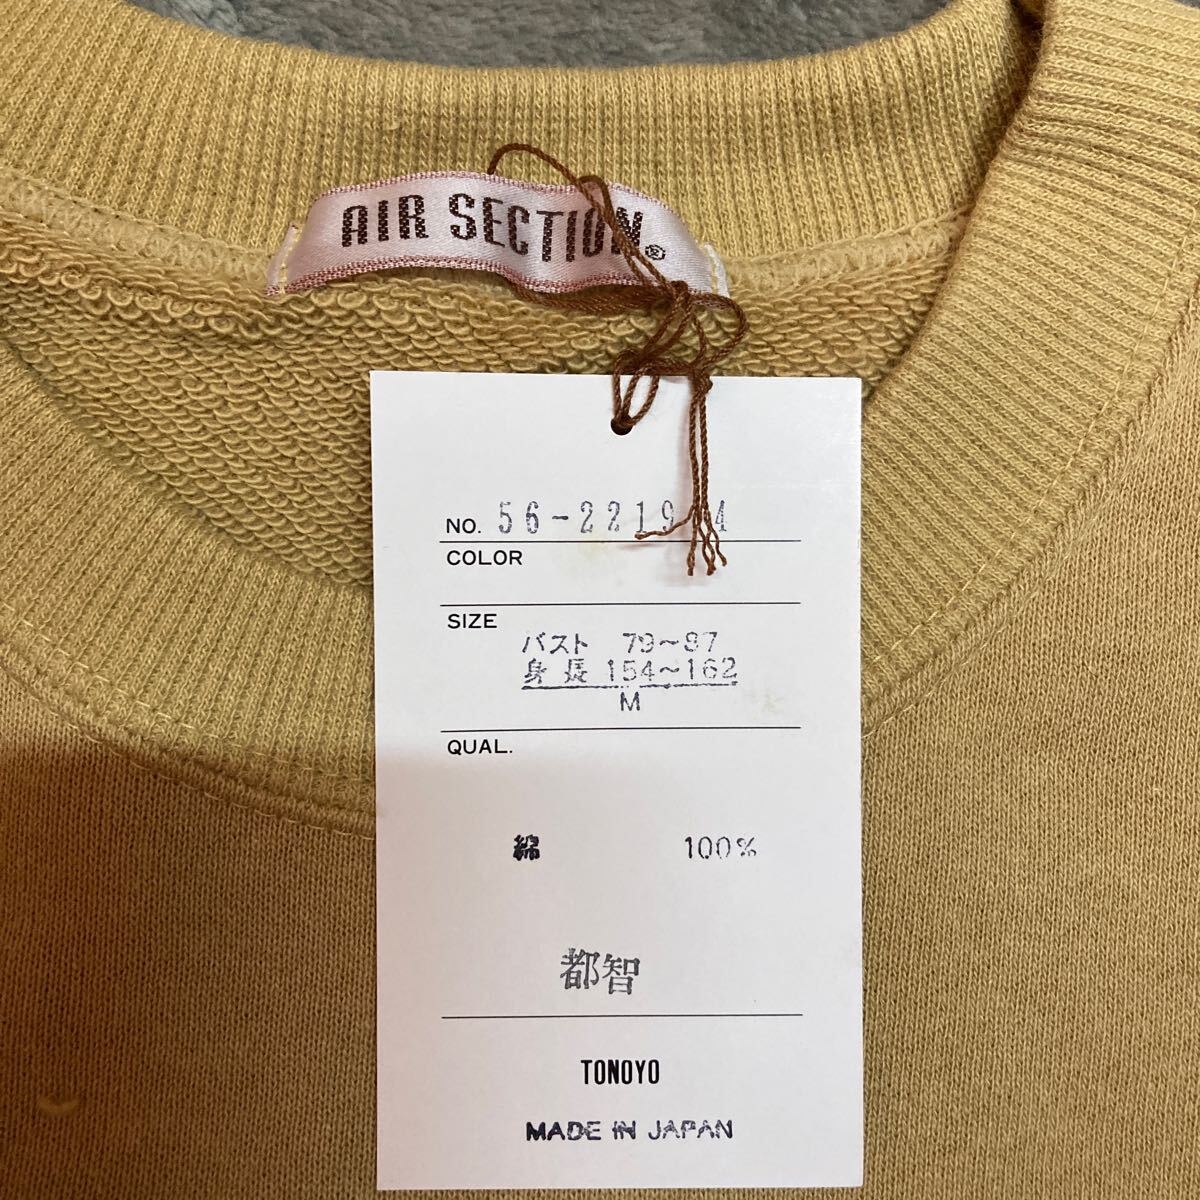 AIR SECTION®
NO. 56-2219 4
COLOR
SIZE
バスト 79～87
身長 154～162
M
QUAL.
綿 100%
都智
TONOYO
MADE IN JAPAN